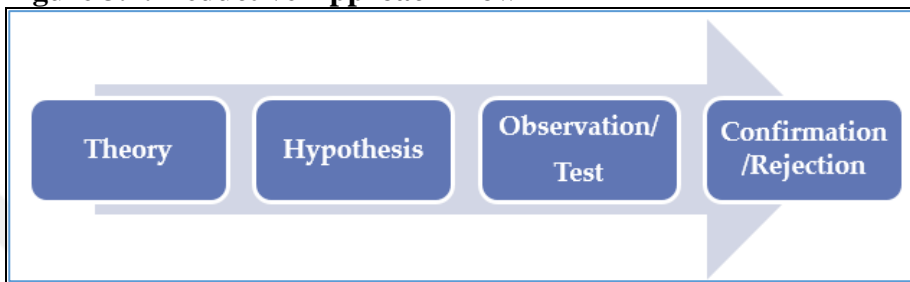 Theory
Hypothesis
Observation/
Test
Confirmation
/Rejection